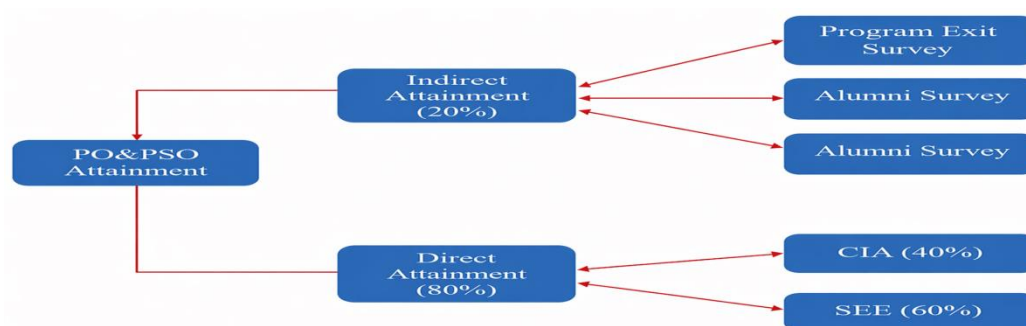 Program Exit
Survey
Indirect
Attainment
(20%)
Alumni Survey
Alumni Survey
PO&PSO
Attainment
Direct
Attainment
(80%)
CIA (40%)
SEE (60%)